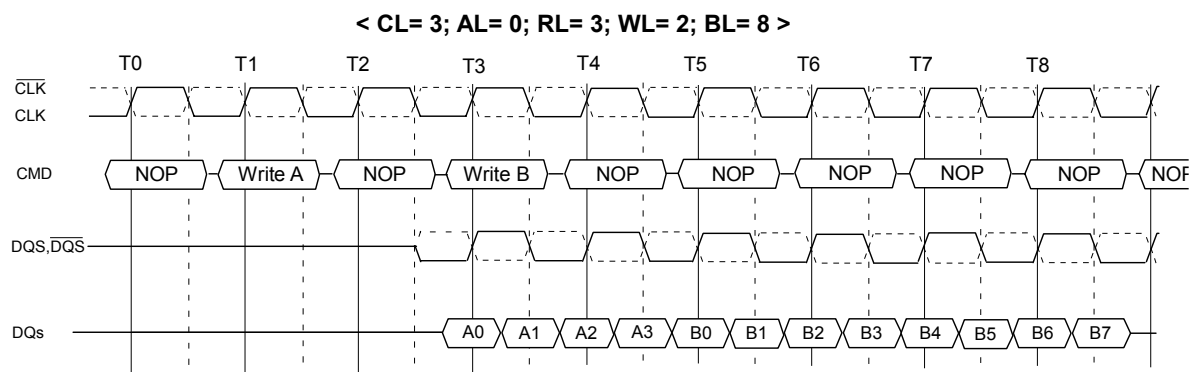 < CL= 3; AL= 0; RL= 3; WL= 2; BL= 8 >
T0 T1 T2 T3 T4 T5 T6 T7 T8
CLK
CLK
CMD NOP Write A NOP Write B NOP NOP NOP NOP NOP NOP
DQS,DQS
DQs A0 A1 A2 A3 B0 B1 B2 B3 B4 B5 B6 B7